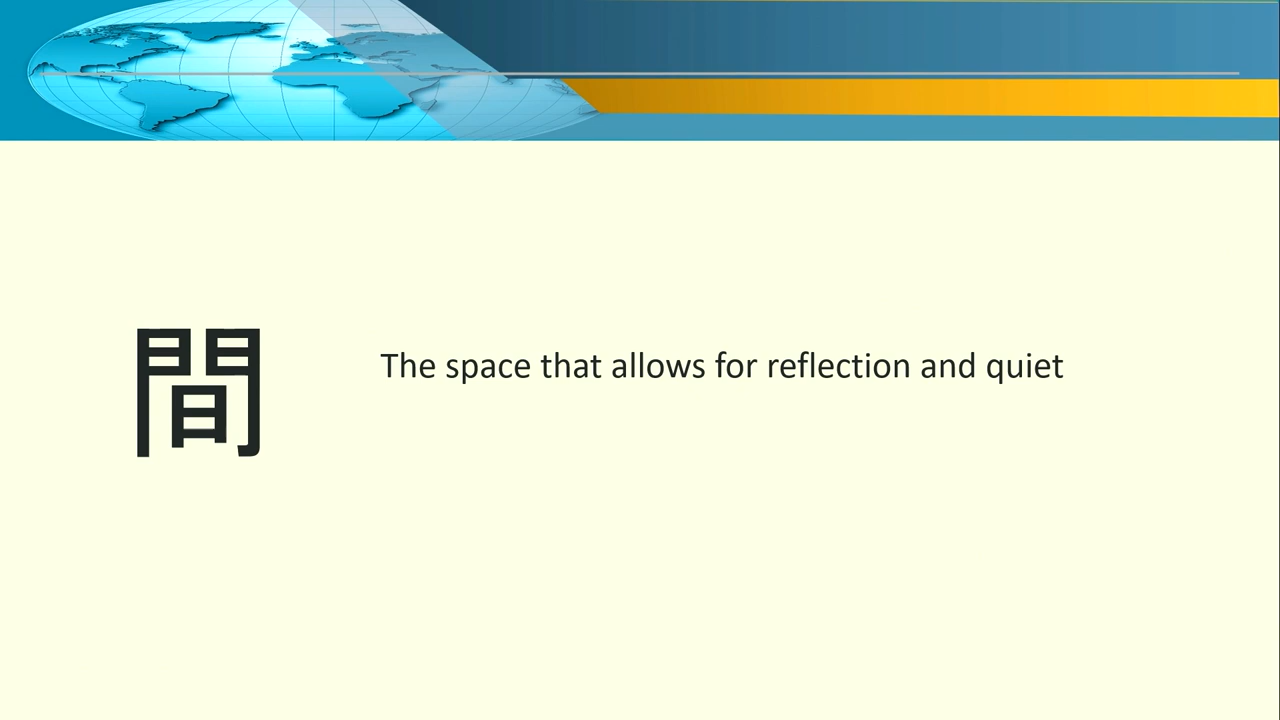 間
The space that allows for reflection and quiet